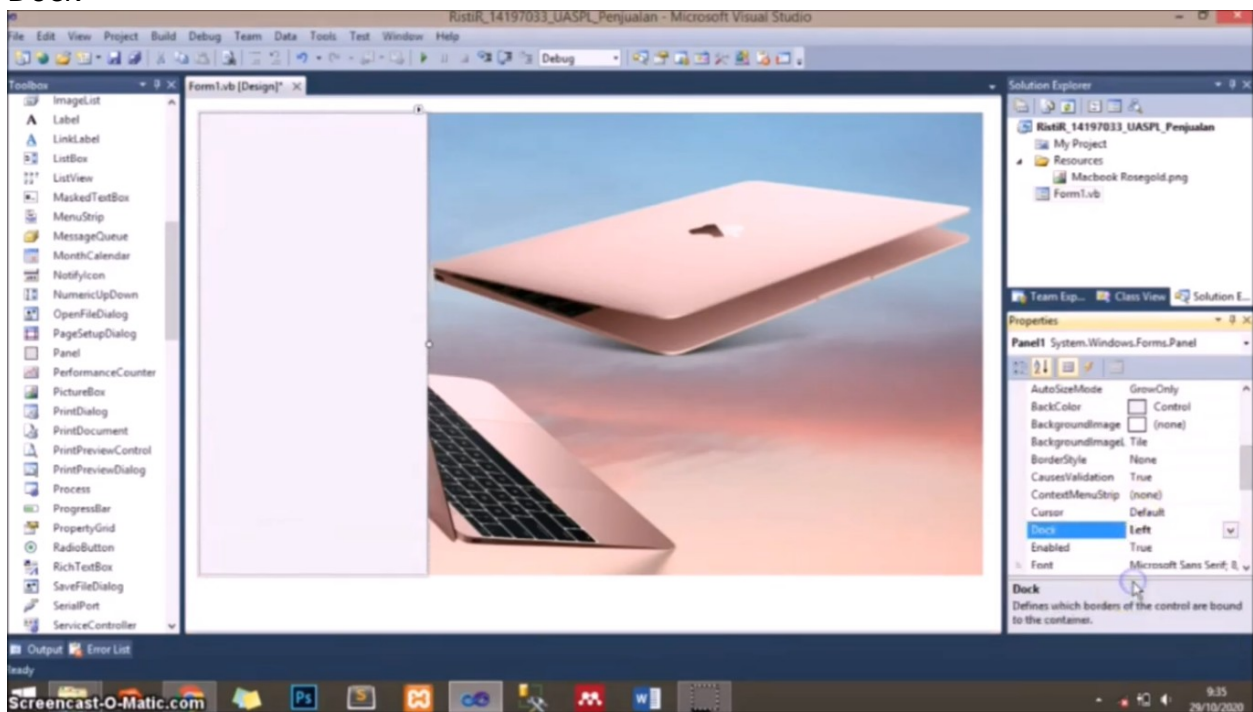 Dock
RistiR_14197033_UASPL_Penjualan - Microsoft Visual Studio
File Edit View Project Build Debug Team Data Tools Test Window Help
Debug
Toolbox
ImageList
Label
LinkLabel
ListBox
ListView
MaskedTextBox
MenuStrip
MessageQueue
MonthCalendar
NotifyIcon
NumericUpDown
OpenFileDialog
PageSetupDialog
Panel
PerformanceCounter
PictureBox
PrintDialog
PrintDocument
PrintPreviewControl
PrintPreviewDialog
Process
ProgressBar
PropertyGrid
RadioButton
RichTextBox
SaveFileDialog
SerialPort
ServiceController
Form1.vb [Design]*
Solution Explorer
RistiR_14197033_UASPL_Penjualan
My Project
Resources
Macbook Rosegold.png
Form1.vb
Team Exp... Class View Solution E...
Properties
Panel1 System.Windows.Forms.Panel
AutoSizeMode GrowOnly
BackColor Control
BackgroundImage (none)
BackgroundImageL Tile
BorderStyle None
CausesValidation True
ContextMenuStrip (none)
Cursor Default
Dock Left
Enabled True
Font Microsoft Sans Serif; 8,
Dock
Defines which borders of the control are bound
to the container.
Output Error List
Ready
Screencast-O-Matic.com
Ps
S
W
9:35
29/10/2020